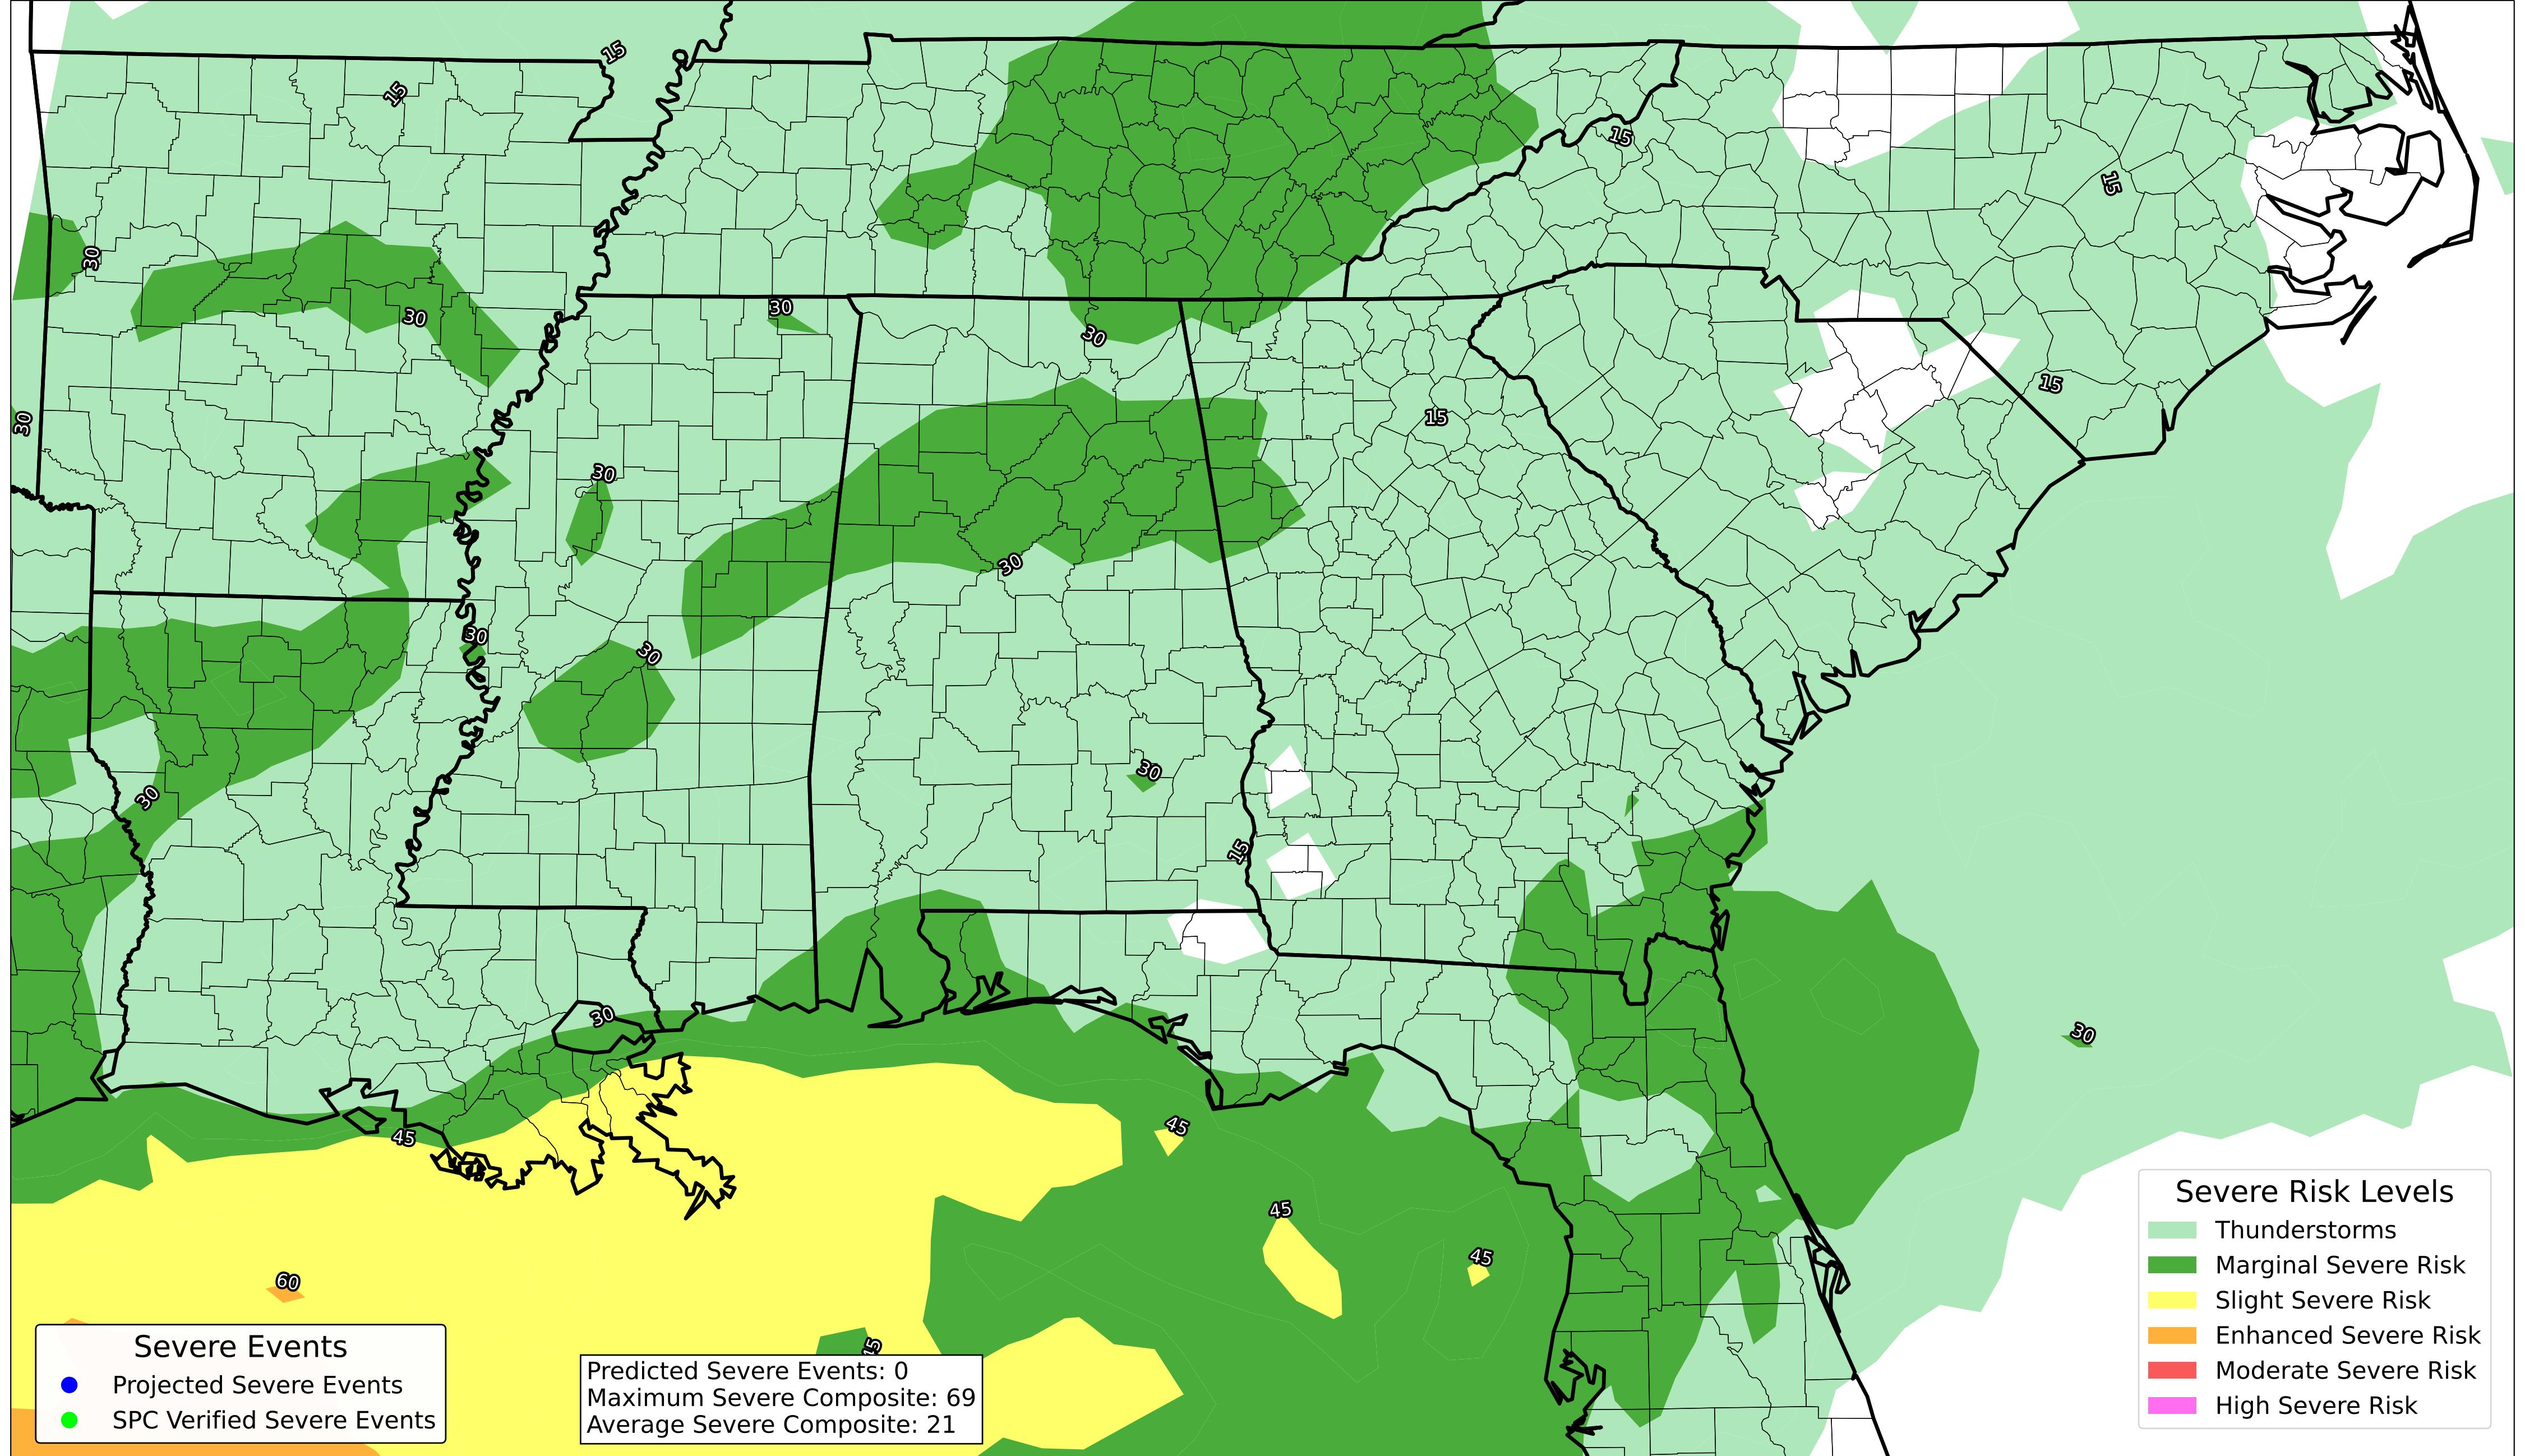 15
15
15
15
30
30
30
30
15
30
15
30
30
30
30
30
30
15
30
30
45
45
45
45
60
45
Severe Risk Levels
Thunderstorms
Marginal Severe Risk
Slight Severe Risk
Enhanced Severe Risk
Moderate Severe Risk
High Severe Risk
Severe Events
Projected Severe Events
SPC Verified Severe Events
Predicted Severe Events: 0
Maximum Severe Composite: 69
Average Severe Composite: 21